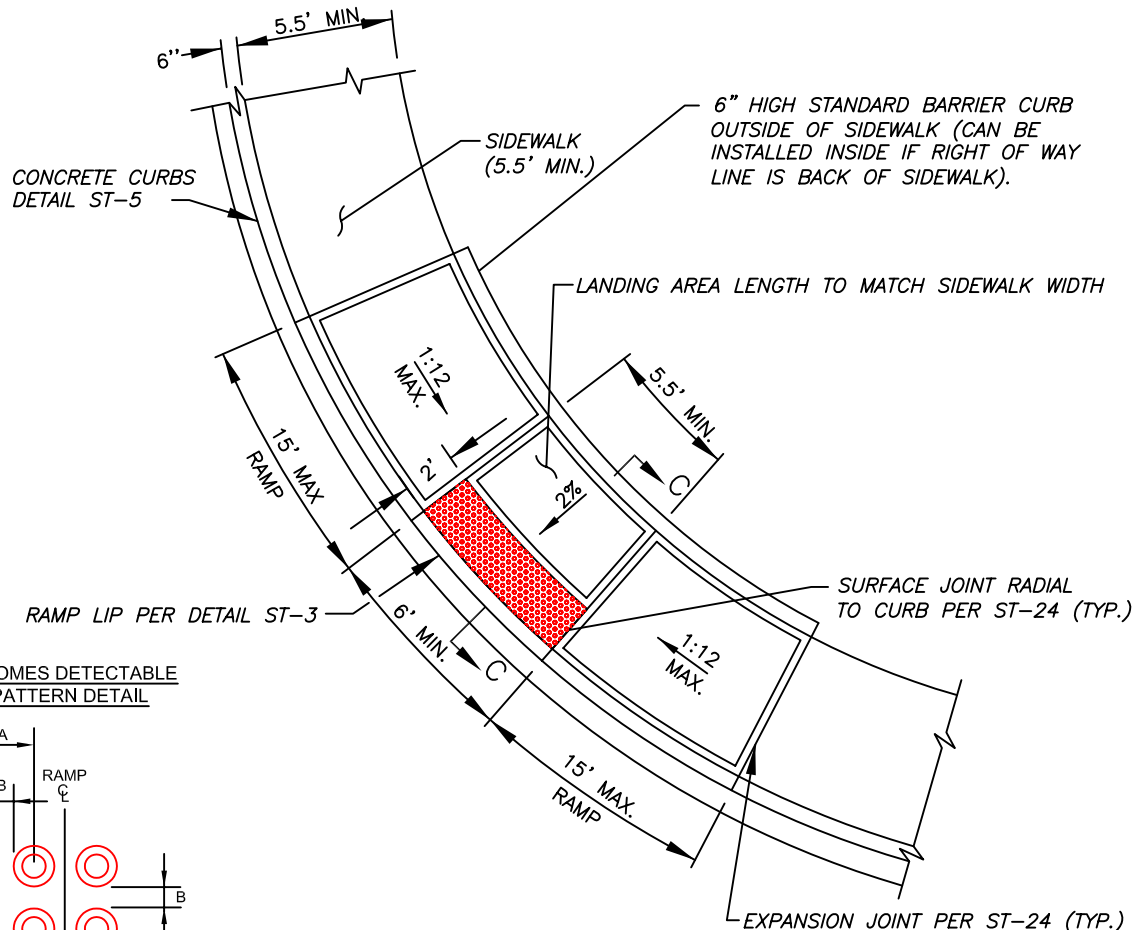 5.5' MIN.
6''
6" HIGH STANDARD BARRIER CURB
OUTSIDE OF SIDEWALK (CAN BE
INSTALLED INSIDE IF RIGHT OF WAY
LINE IS BACK OF SIDEWALK).
SIDEWALK
(5.5' MIN.)
CONCRETE CURBS
DETAIL ST-5
LANDING AREA LENGTH TO MATCH SIDEWALK WIDTH
1:12
MAX.
5.5' MIN.
15' MAX
RAMP
2'
2%
C
SURFACE JOINT RADIAL
TO CURB PER ST-24 (TYP.)
RAMP LIP PER DETAIL ST-3
6' MIN.
C
1:12
MAX.
OMES DETECTABLE
PATTERN DETAIL
A
B
RAMP
℄
B
15' MAX.
RAMP
EXPANSION JOINT PER ST-24 (TYP.)